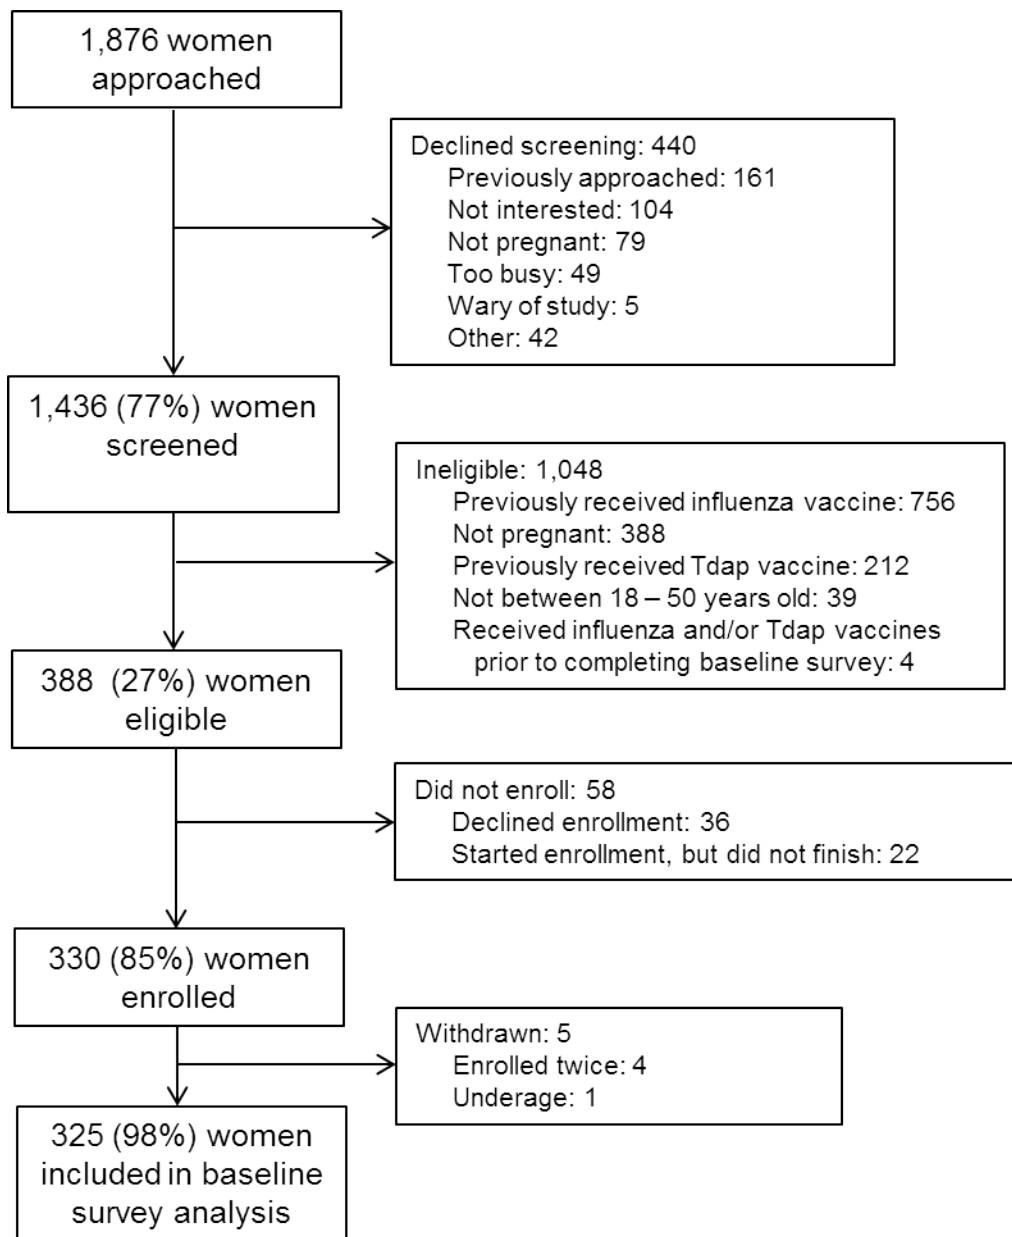 1,876 women
approached
Declined screening: 440
Previously approached: 161
Not interested: 104
Not pregnant: 79
Too busy: 49
Wary of study: 5
Other: 42
1,436 (77%) women
screened
Ineligible: 1,048
Previously received influenza vaccine: 756
Not pregnant: 388
Previously received Tdap vaccine: 212
Not between 18 – 50 years old: 39
Received influenza and/or Tdap vaccines
prior to completing baseline survey: 4
388 (27%) women
eligible
Did not enroll: 58
Declined enrollment: 36
Started enrollment, but did not finish: 22
330 (85%) women
enrolled
Withdrawn: 5
Enrolled twice: 4
Underage: 1
325 (98%) women
included in baseline
survey analysis